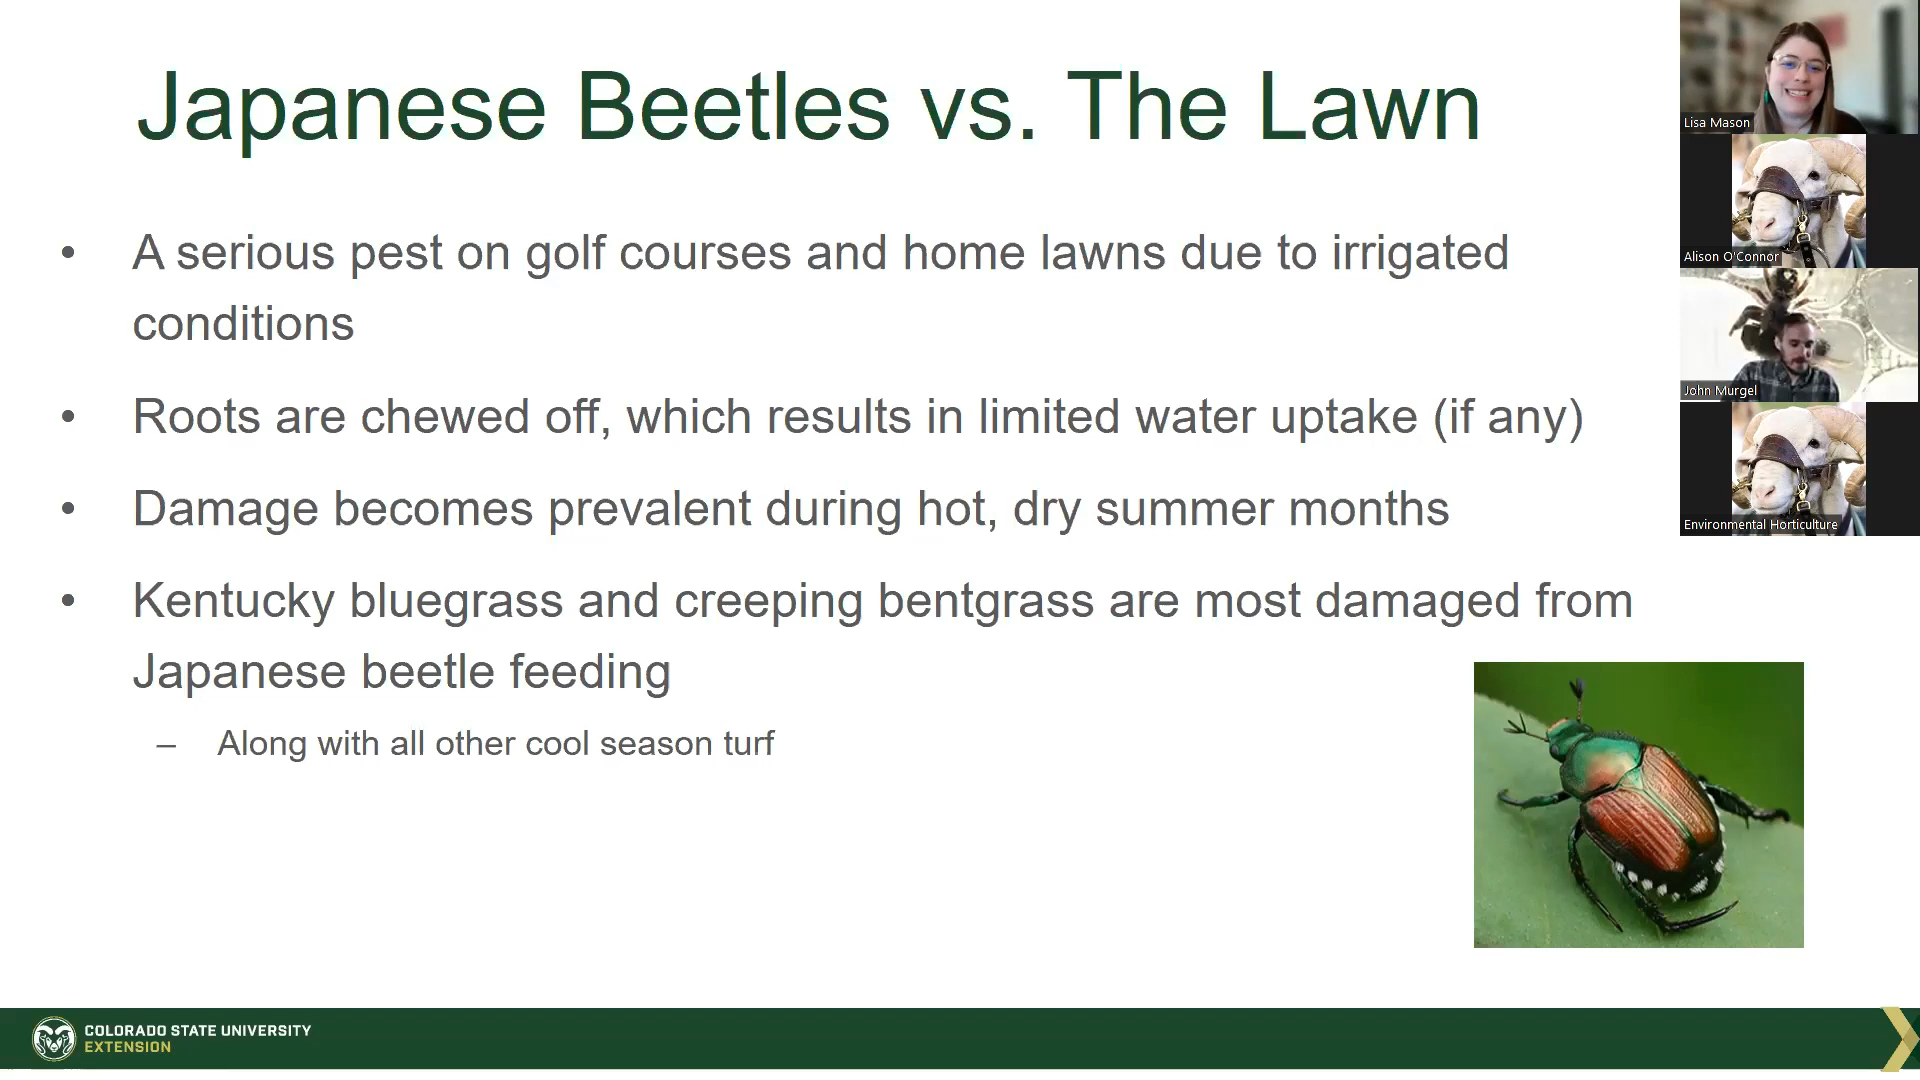 Japanese Beetles vs. The Lawn
• A serious pest on golf courses and home lawns due to irrigated
conditions
• Roots are chewed off, which results in limited water uptake (if any)
• Damage becomes prevalent during hot, dry summer months
• Kentucky bluegrass and creeping bentgrass are most damaged from
Japanese beetle feeding
– Along with all other cool season turf
Lisa Mason
Alison O'Connor
John Murgel
Environmental Horticulture
COLORADO STATE UNIVERSITY
EXTENSION